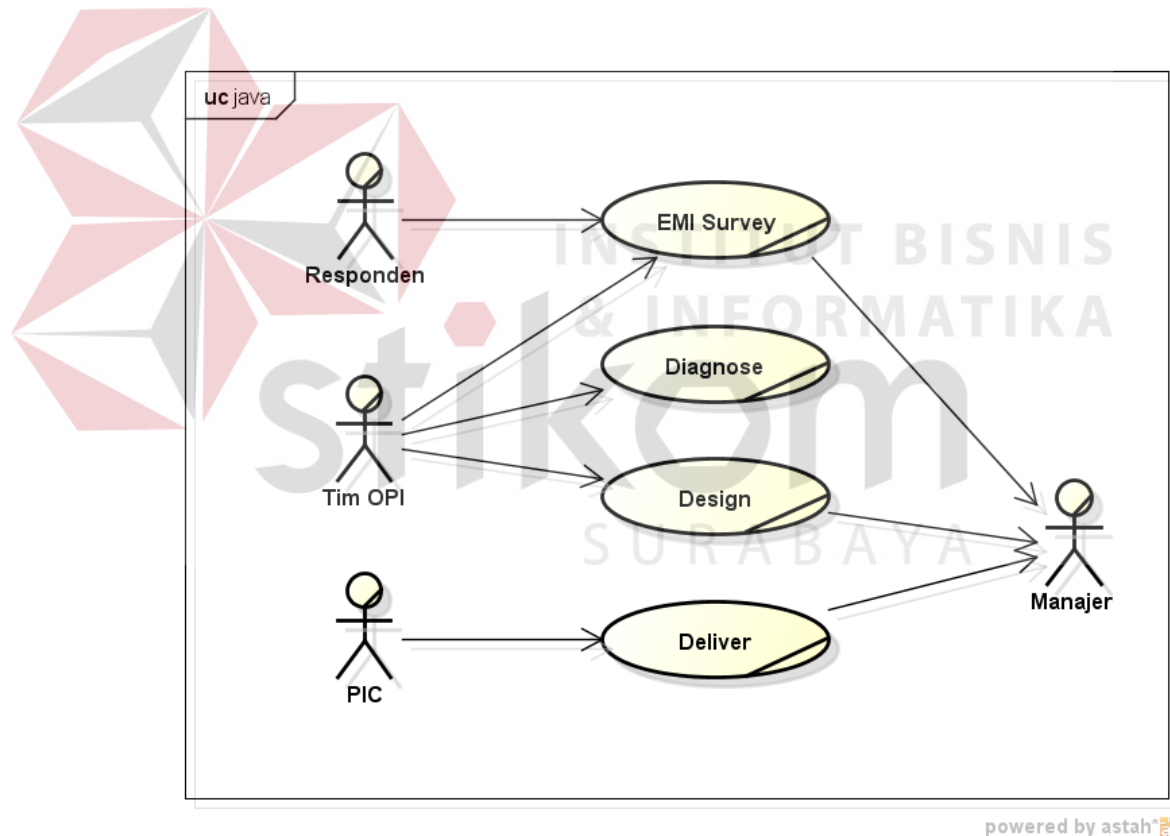 uc java
Responden
EMI Survey
INSTITUT BISNIS
& INFORMATIKA
Diagnose
stikom
Tim OPI
Design
SURABAYA
Manajer
Deliver
PIC
powered by astah*